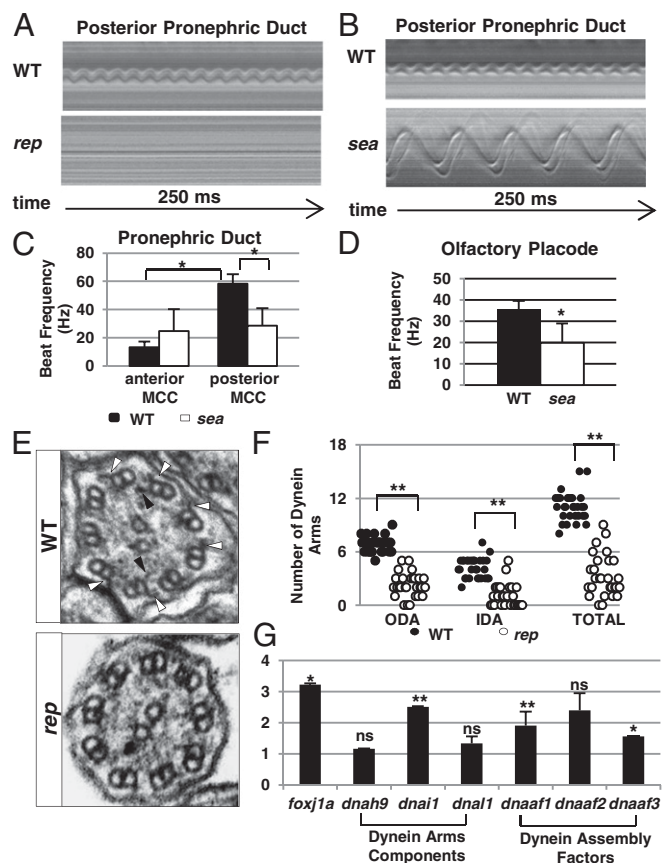 A
Posterior Pronephric Duct
WT
rep
time
250 ms
B
Posterior Pronephric Duct
WT
sea
time
250 ms
C
Pronephric Duct
Beat Frequency
(Hz)
80
60
40
20
0
*
*
anterior
MCC
posterior
MCC
WT
sea
D
Olfactory Placode
Beat Frequency
(Hz)
50
40
30
20
10
0
*
WT
sea
E
WT
rep
F
Number of Dynein
Arms
18
12
6
0
**
**
**
ODA
IDA
TOTAL
WT
rep
G
4
3
2
1
0
*
ns
**
ns
**
ns
*
foxj1a
dnah9
dnai1
dnal1
dnaaf1
dnaaf2
dnaaf3
Dynein Arms
Components
Dynein Assembly
Factors